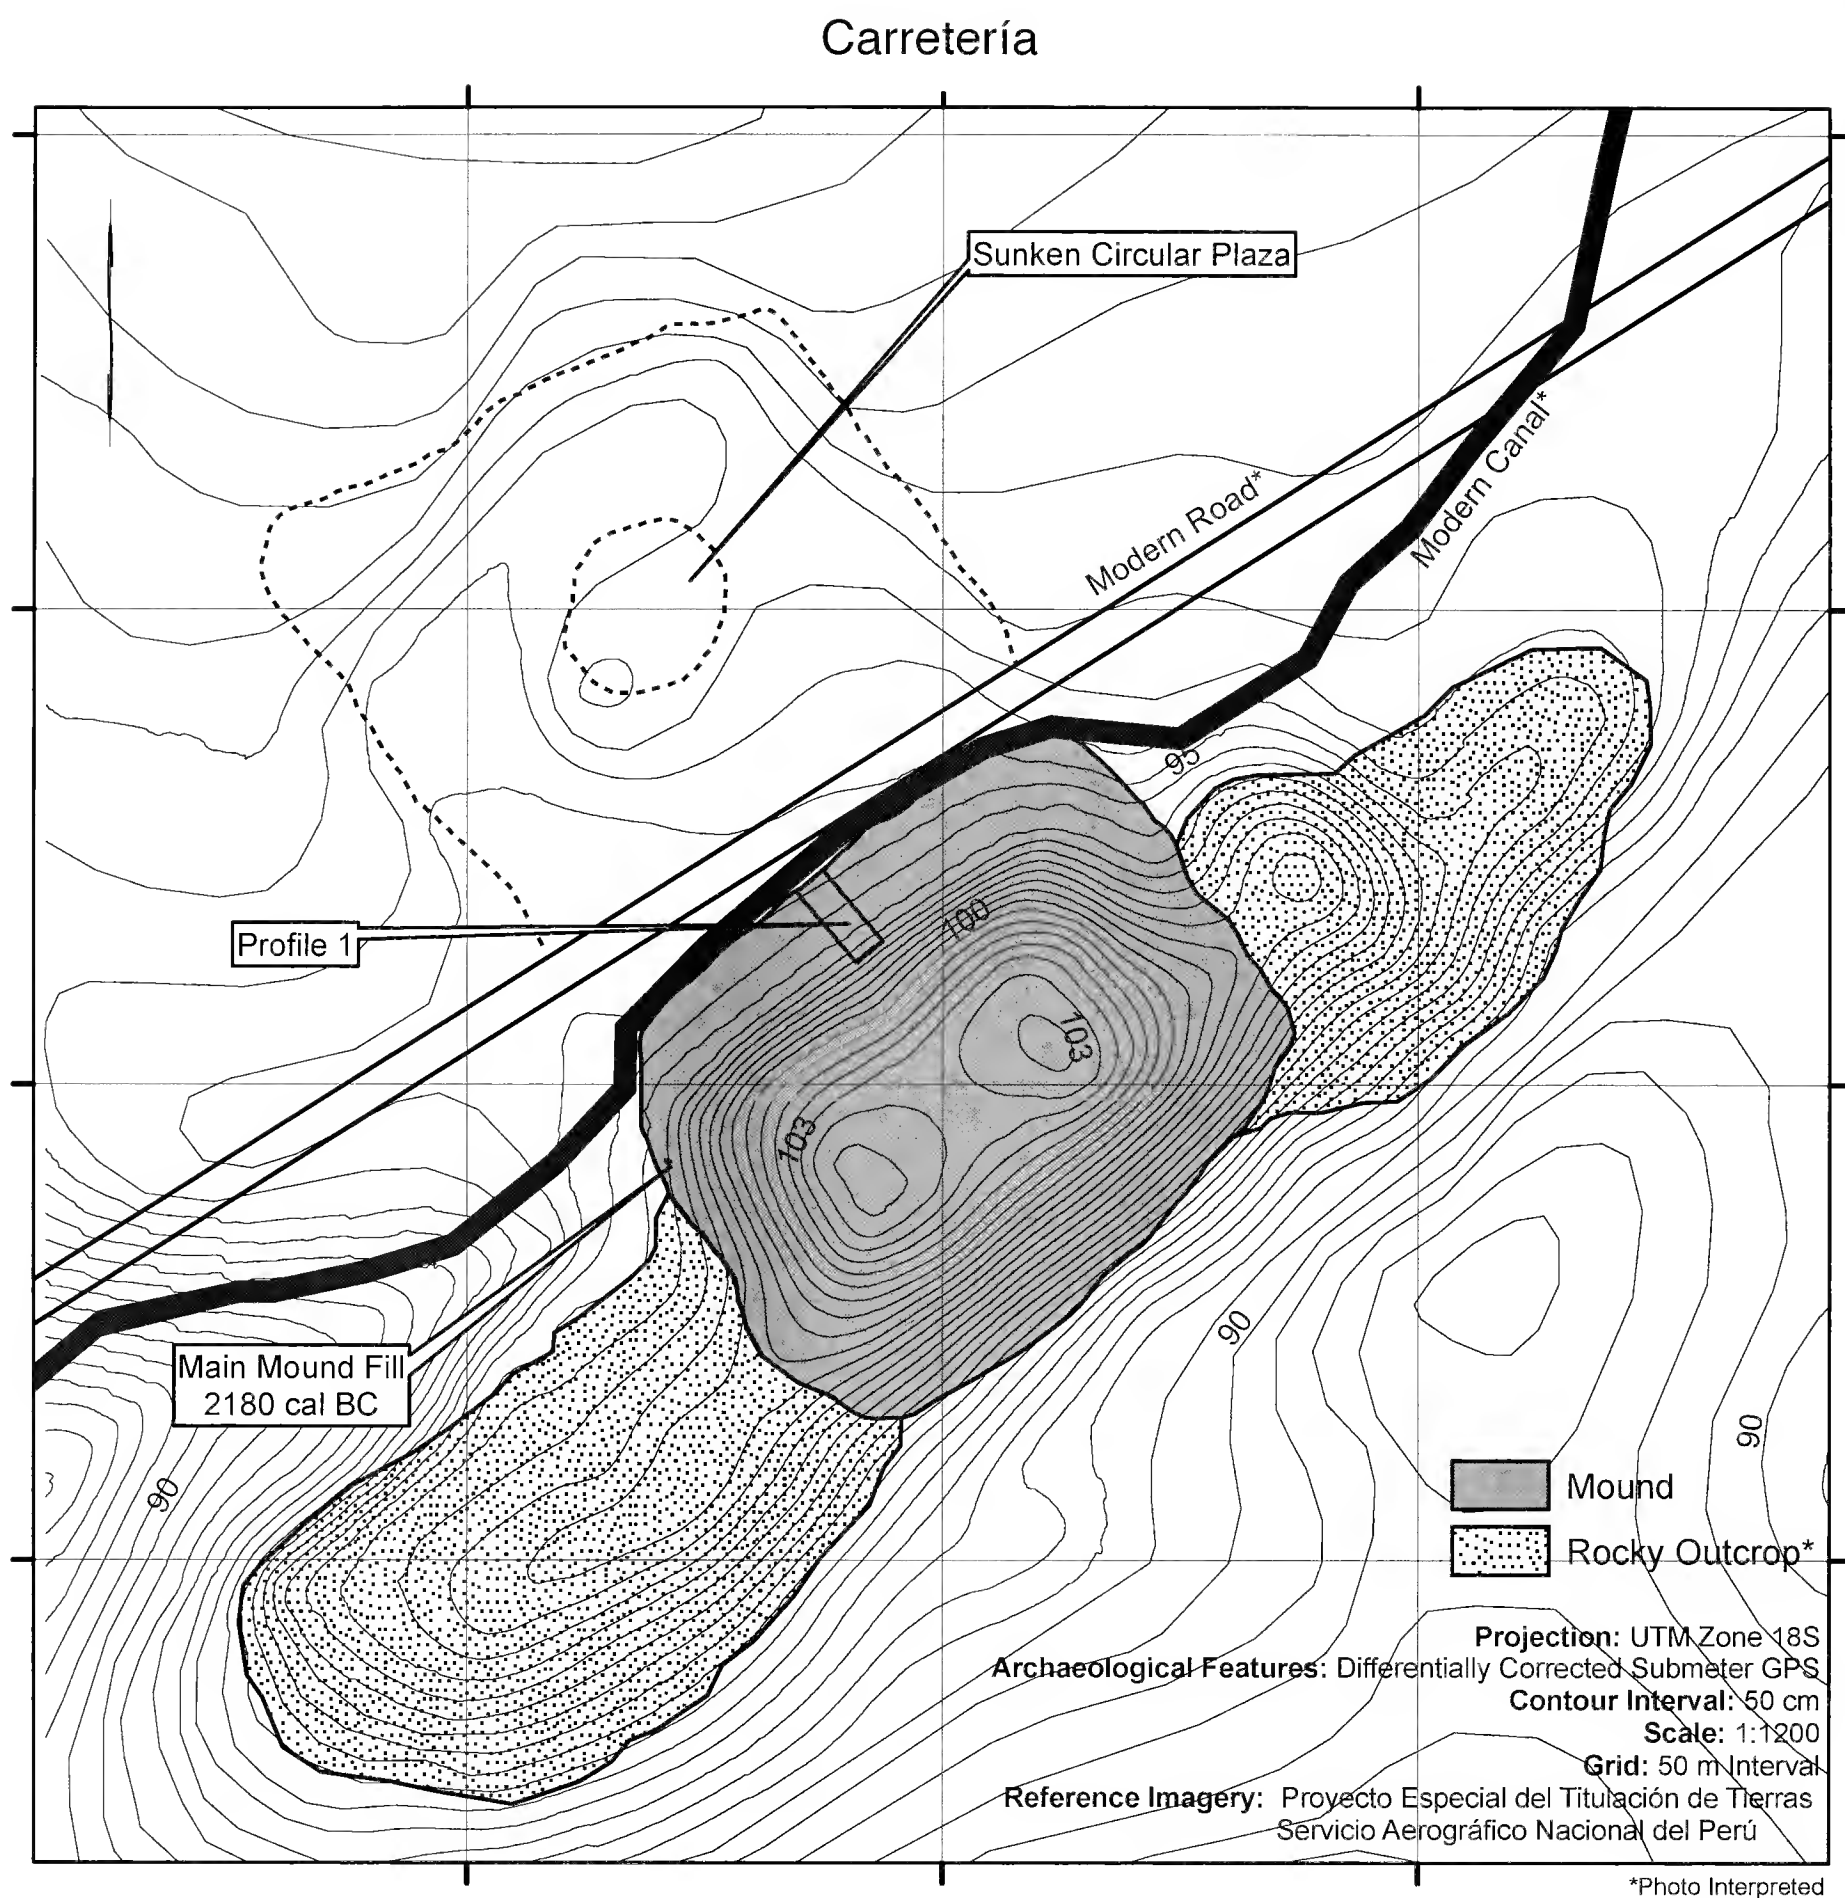 Carretería
Sunken Circular Plaza
Modern Road*
Modern Canal*
95
Profile 1
100
103
103
Main Mound Fill
2180 cal BC
90
90
90
Mound
Rocky Outcrop*
Projection: UTM Zone 18S
Archaeological Features: Differentially Corrected Submeter GPS
Contour Interval: 50 cm
Scale: 1:1200
Grid: 50 m Interval
Reference Imagery: Proyecto Especial del Titulación de Tierras
Servicio Aerográfico Nacional del Perú
*Photo Interpreted